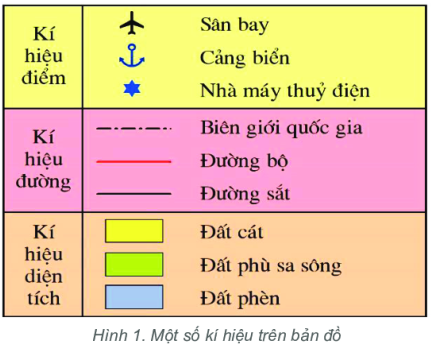 Kí
hiệu
điểm
Sân bay
Cảng biển
Nhà máy thuỷ điện
Kí
hiệu
đường
Biên giới quốc gia
Đường bộ
Đường sắt
Kí
hiệu
diện
tích
Đất cát
Đất phù sa sông
Đất phèn
Hình 1. Một số kí hiệu trên bản đồ